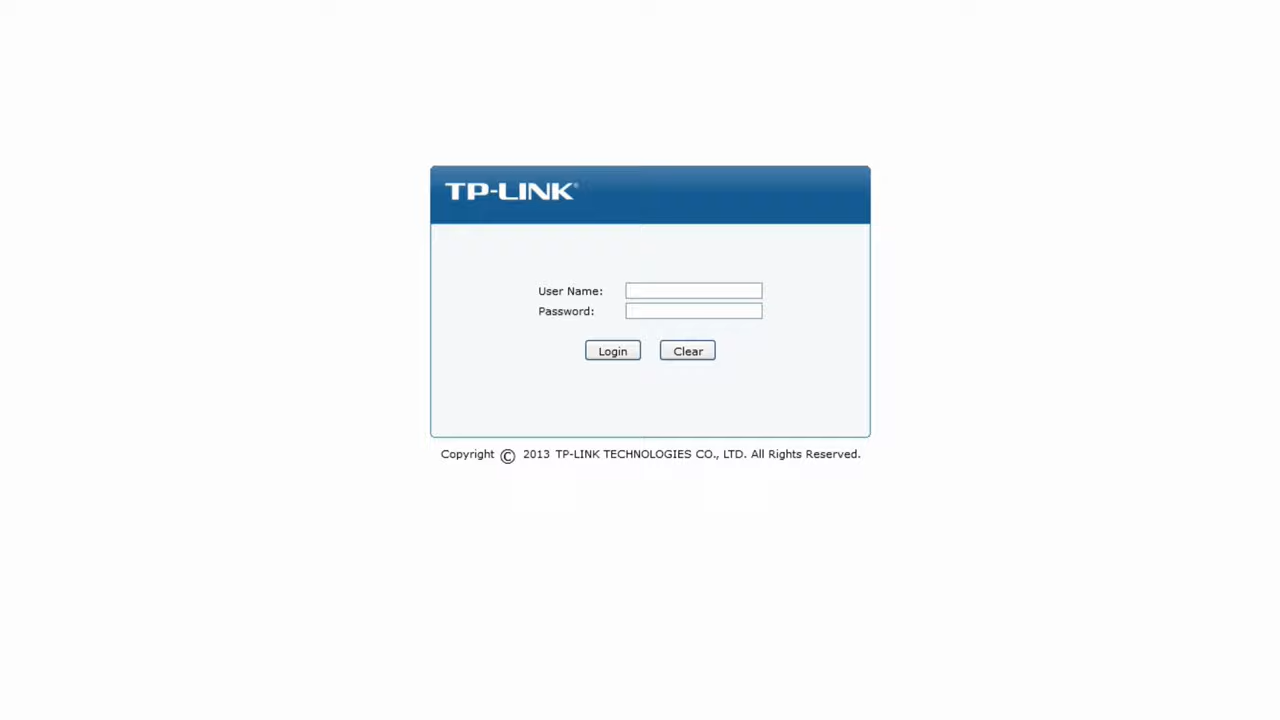 TP-LINK®
User Name:
Password:
Login Clear
Copyright © 2013 TP-LINK TECHNOLOGIES CO., LTD. All Rights Reserved.